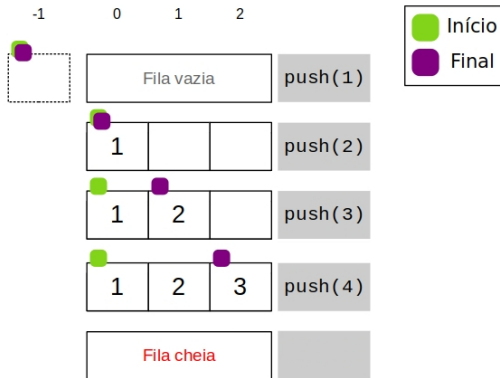 -1 0 1 2
Início
Final
Fila vazia push(1)
1 push(2)
1 2 push(3)
1 2 3 push(4)
Fila cheia